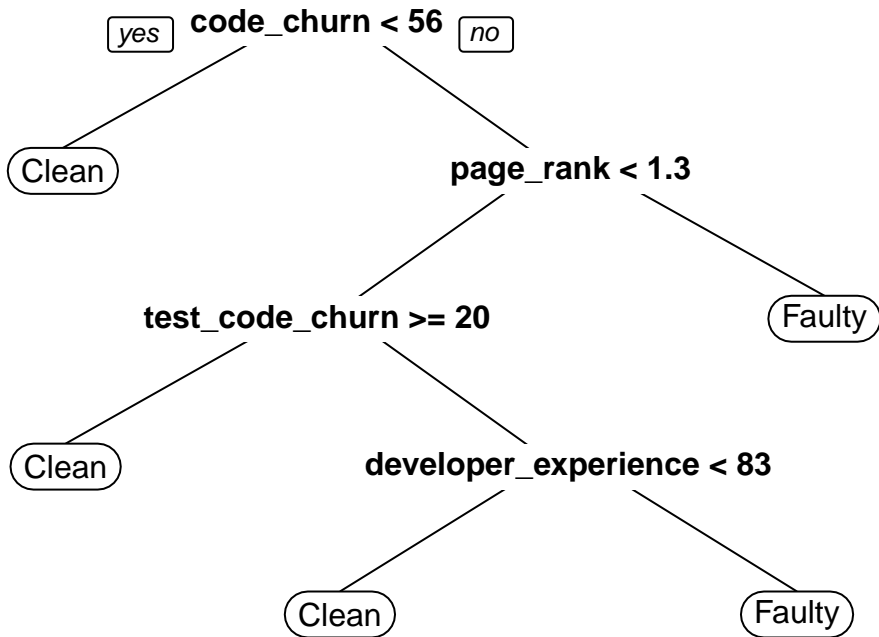 yes code_churn < 56 no
Clean
page_rank < 1.3
test_code_churn >= 20
Faulty
Clean
developer_experience < 83
Clean
Faulty